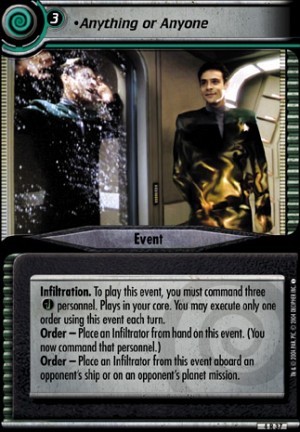 3
•Anything or Anyone
Event
Infiltration. To play this event, you must command three
personnel. Plays in your core. You may execute only one
order using this event each turn.
Order – Place an Infiltrator from hand on this event. (You
now command that personnel.)
Order – Place an Infiltrator from this event aboard an
opponent's ship or on an opponent's planet mission.
6 R 37